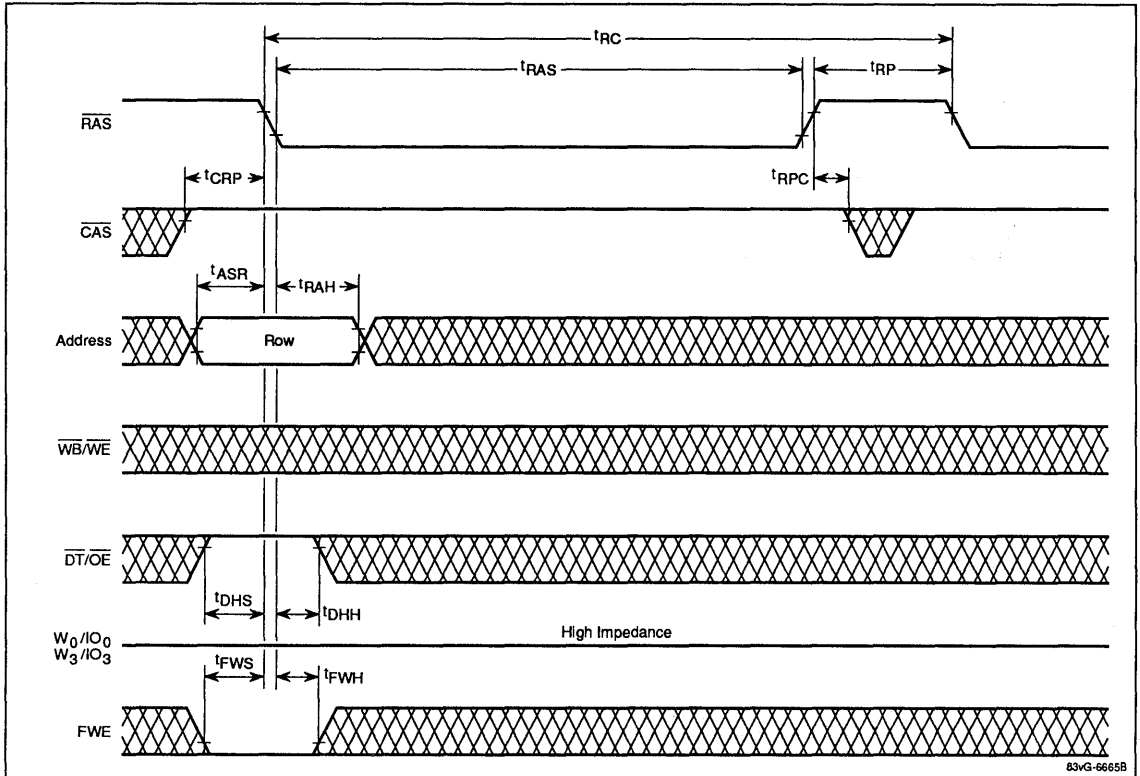 tRC
tRAS
tRP
RAS
tCRP
tRPC
CAS
tASR
tRAH
Address
Row
WB/WE
DT/OE
tDHS
tDHH
High Impedance
W0/IO0
W3/IO3
tFWS
tFWH
FWE
83vG-6665B